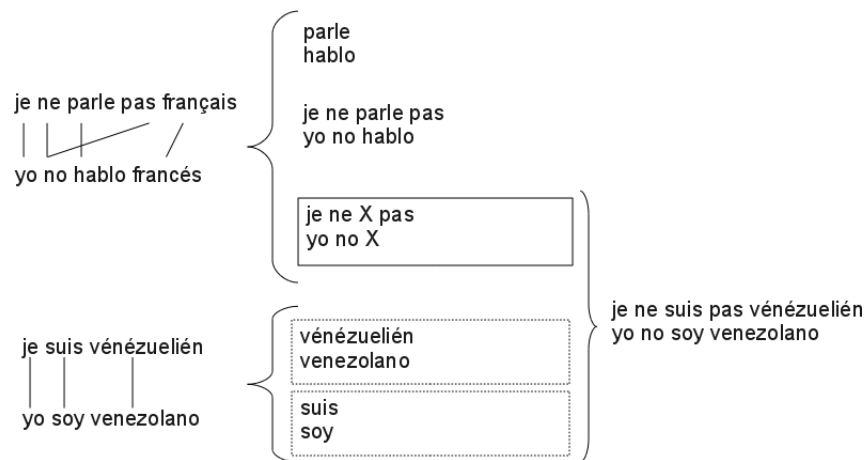 je ne parle pas français
yo no hablo francés
parle
hablo
je ne parle pas
yo no hablo
je ne X pas
yo no X
je suis vénézuelién
yo soy venezolano
vénézuelién
venezolano
suis
soy
je ne suis pas vénézuelién
yo no soy venezolano